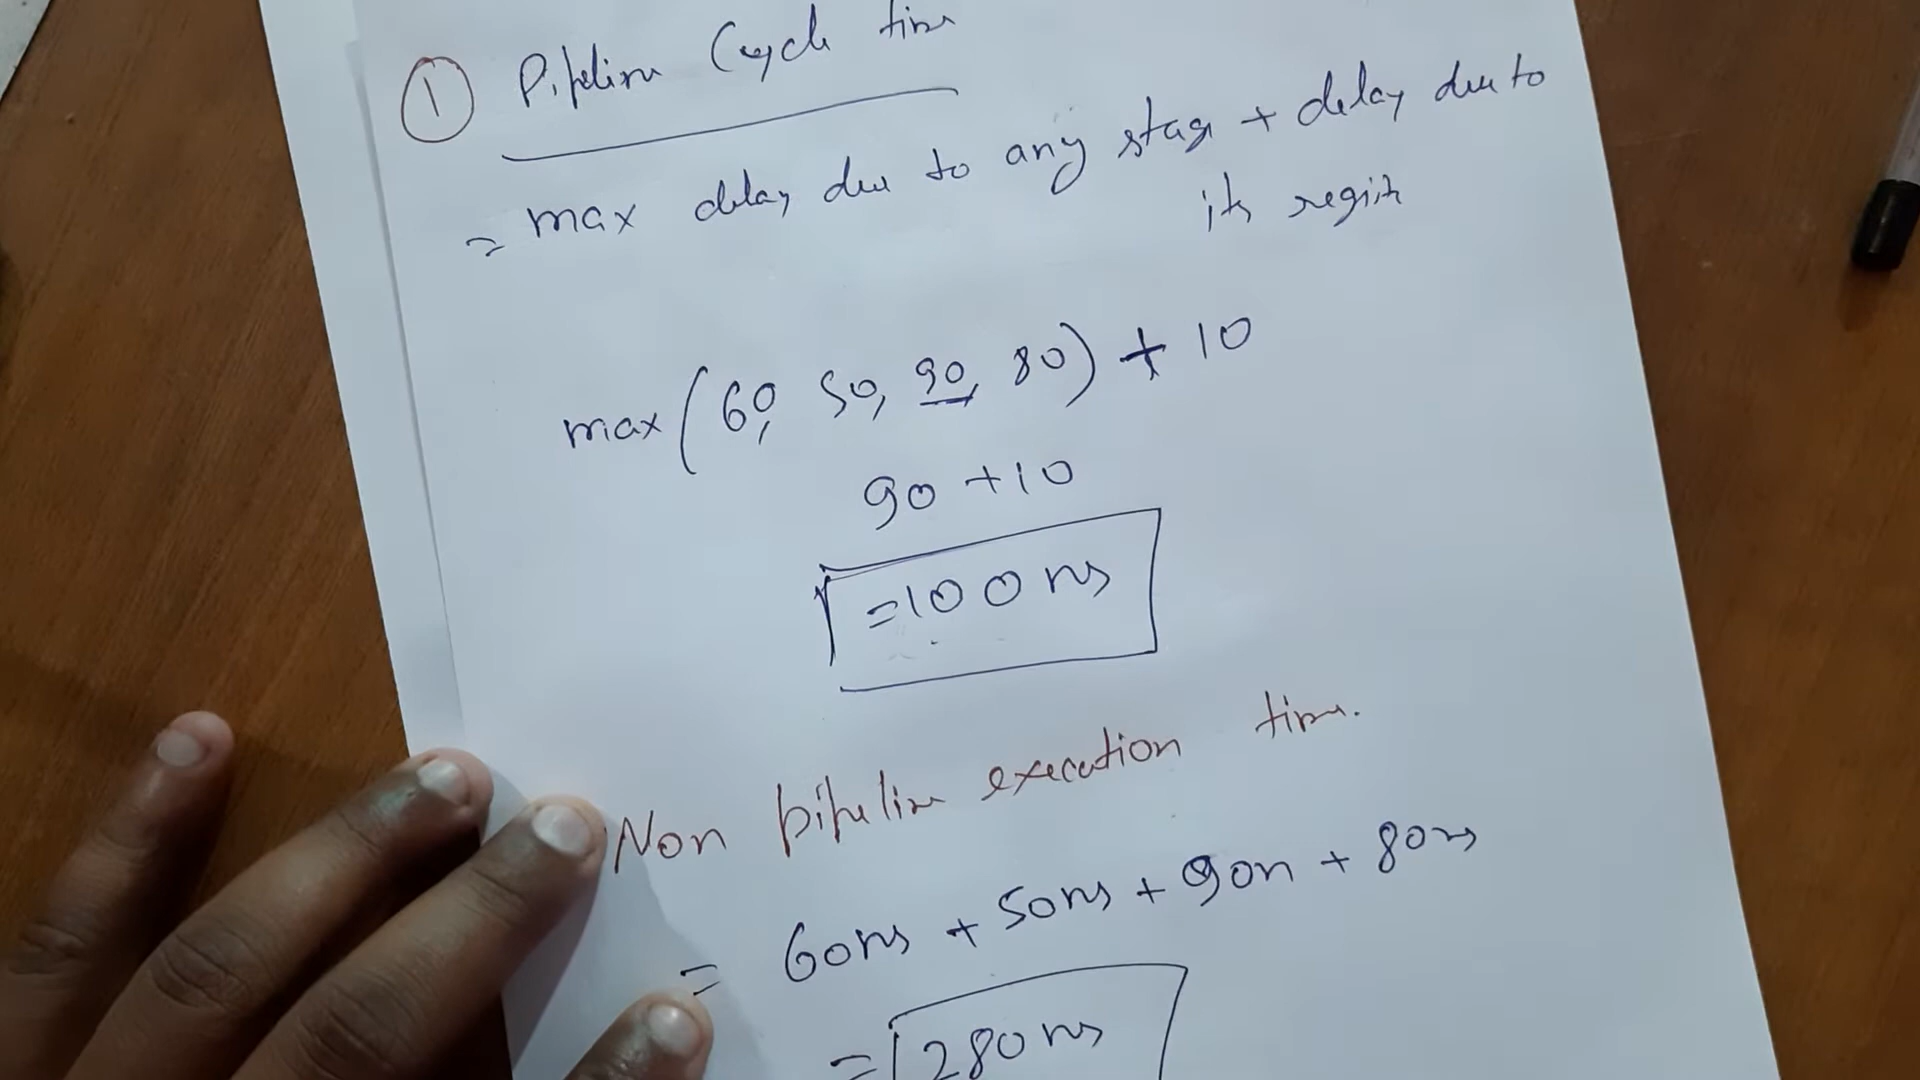 ① Pipeline Cycle time
= max delay due to any stage + delay due to
its register
max (60, 50, 90, 80) + 10
90 + 10
= 100 ns
Non pipeline execution time.
= 60ns + 50ns + 90n + 80ns
= 280 ns